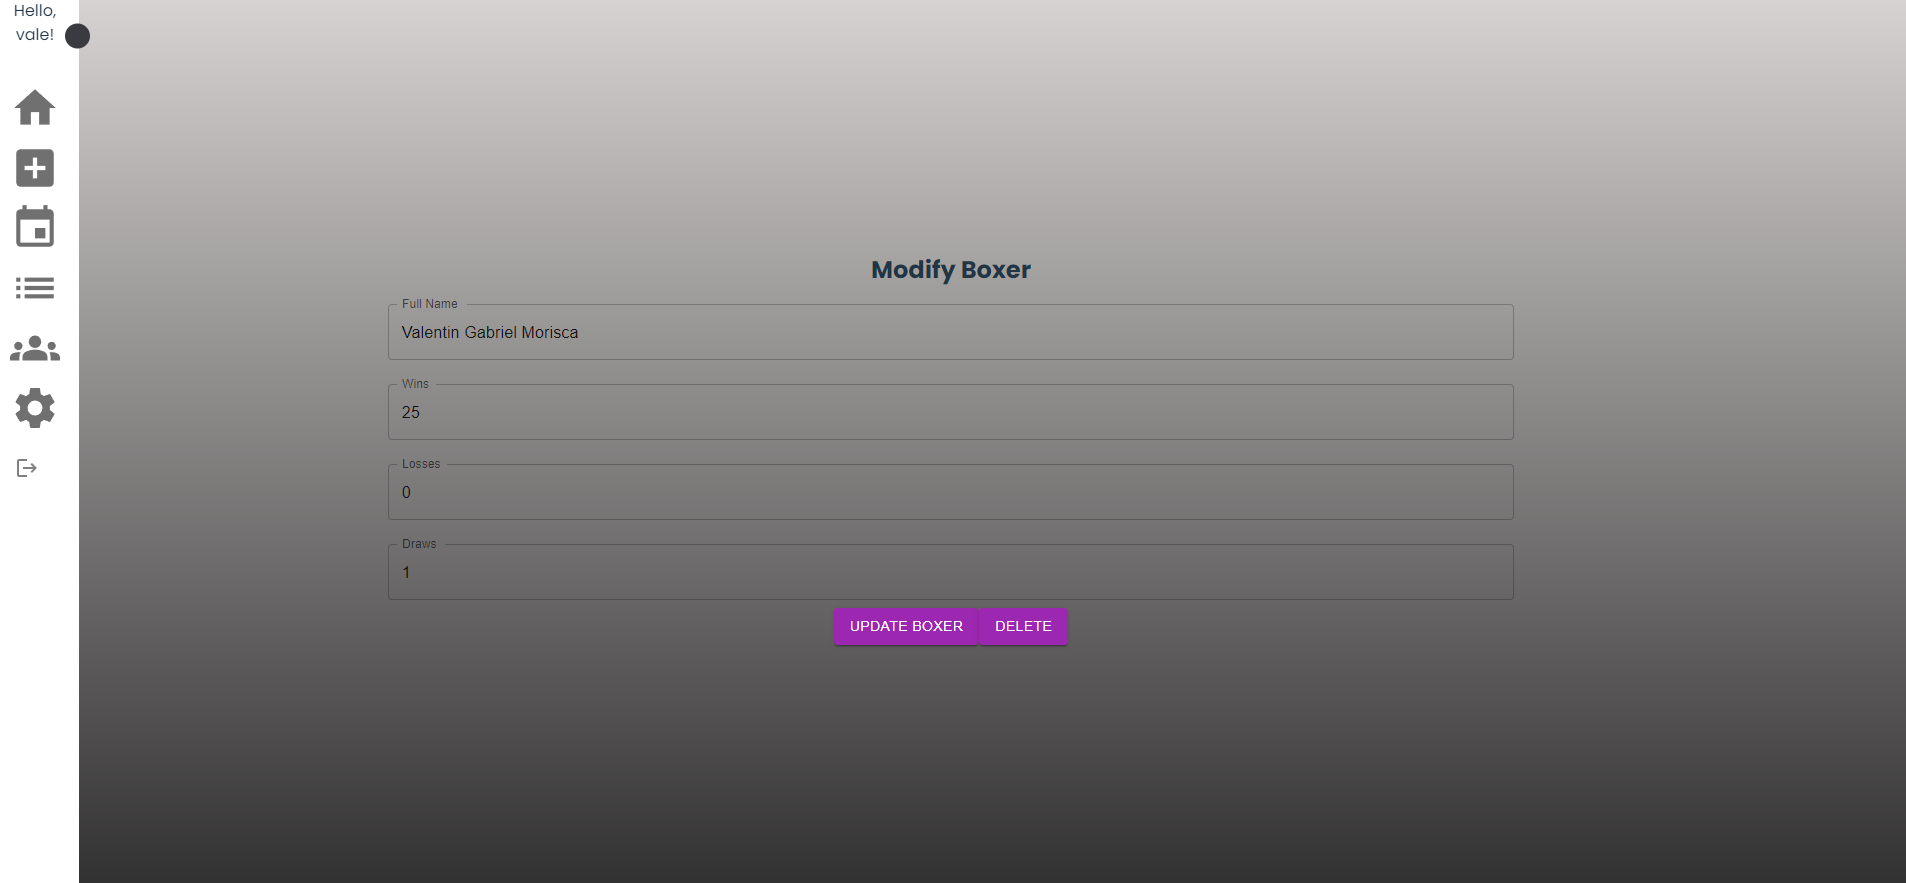 Hello,
vale!
Modify Boxer
Full Name
Valentin Gabriel Morisca
Wins
25
Losses
0
Draws
1
UPDATE BOXER DELETE